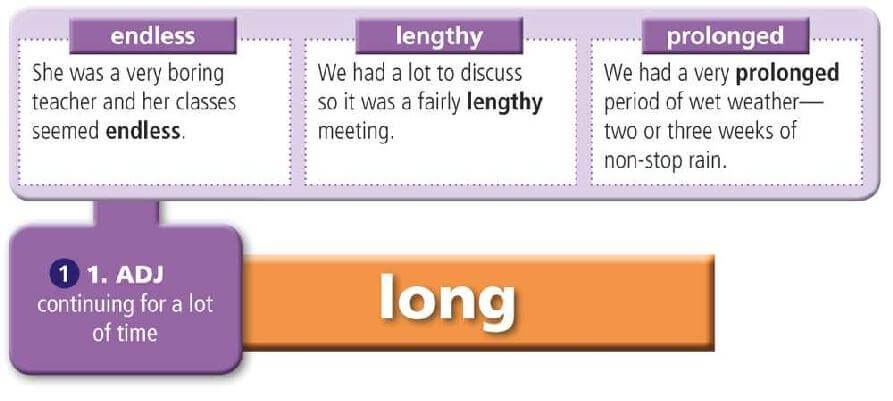 endless
She was a very boring
teacher and her classes
seemed endless.
lengthy
We had a lot to discuss
so it was a fairly lengthy
meeting.
prolonged
We had a very prolonged
period of wet weather—
two or three weeks of
non-stop rain.
1 1. ADJ
continuing for a lot
of time
long